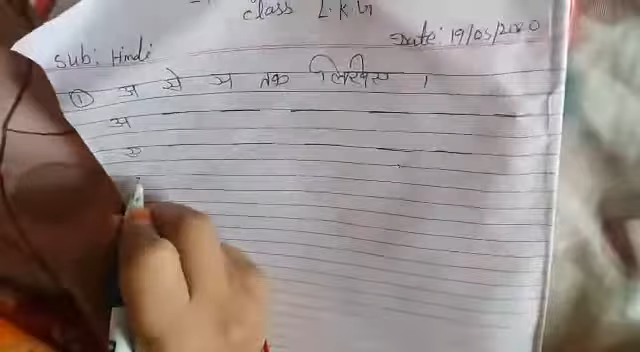 Class L.K.G
Date: 19/05/2020
Sub: Hindi
① अ से ज्ञ तक लिखिए ।
अ
क